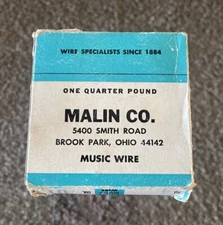 WIRE SPECIALISTS SINCE 1884
ONE QUARTER POUND
MALIN CO.
5400 SMITH ROAD
BROOK PARK, OHIO 44142
MUSIC WIRE